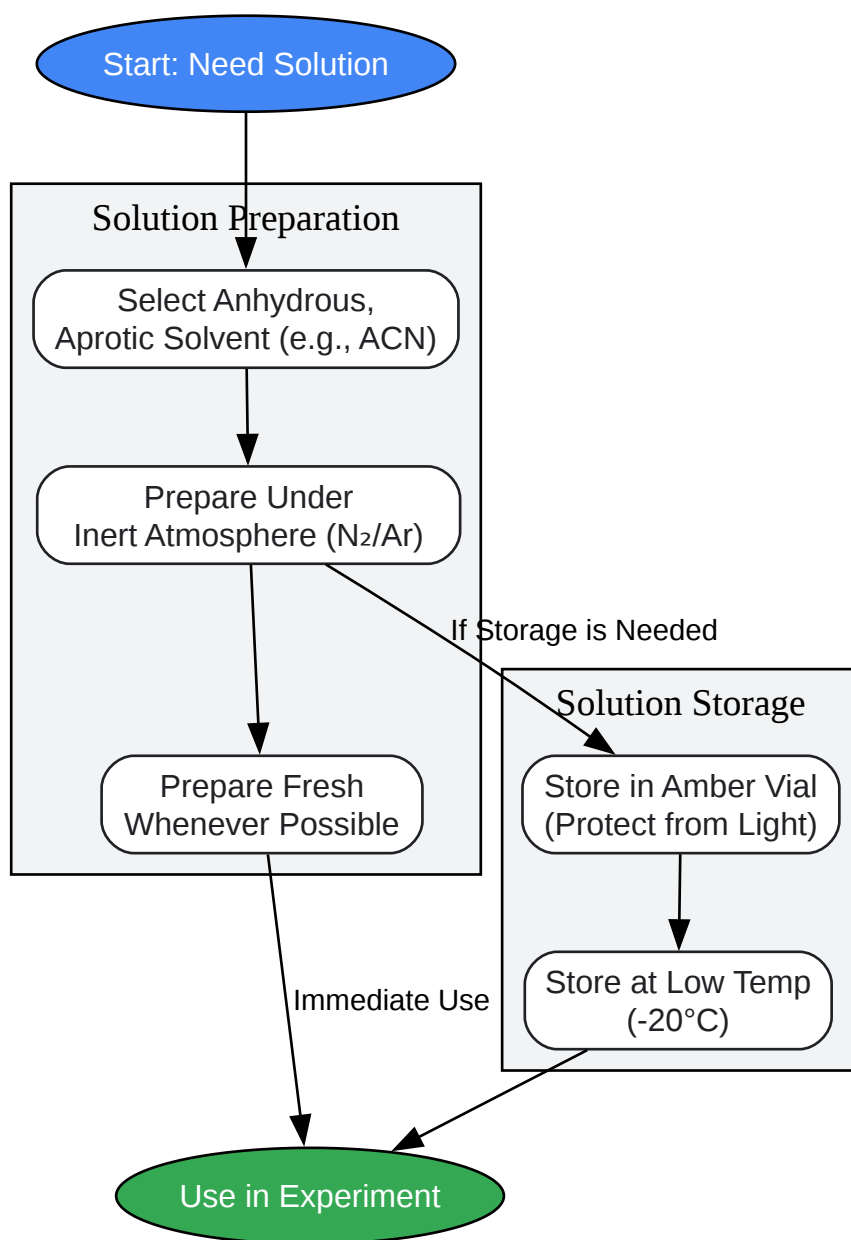 Start: Need Solution
Solution Preparation
Select Anhydrous,
Aprotic Solvent (e.g., ACN)
Prepare Under
Inert Atmosphere (N₂/Ar)
If Storage is Needed
Solution Storage
Prepare Fresh
Whenever Possible
Store in Amber Vial
(Protect from Light)
Store at Low Temp
(-20°C)
Immediate Use
Use in Experiment